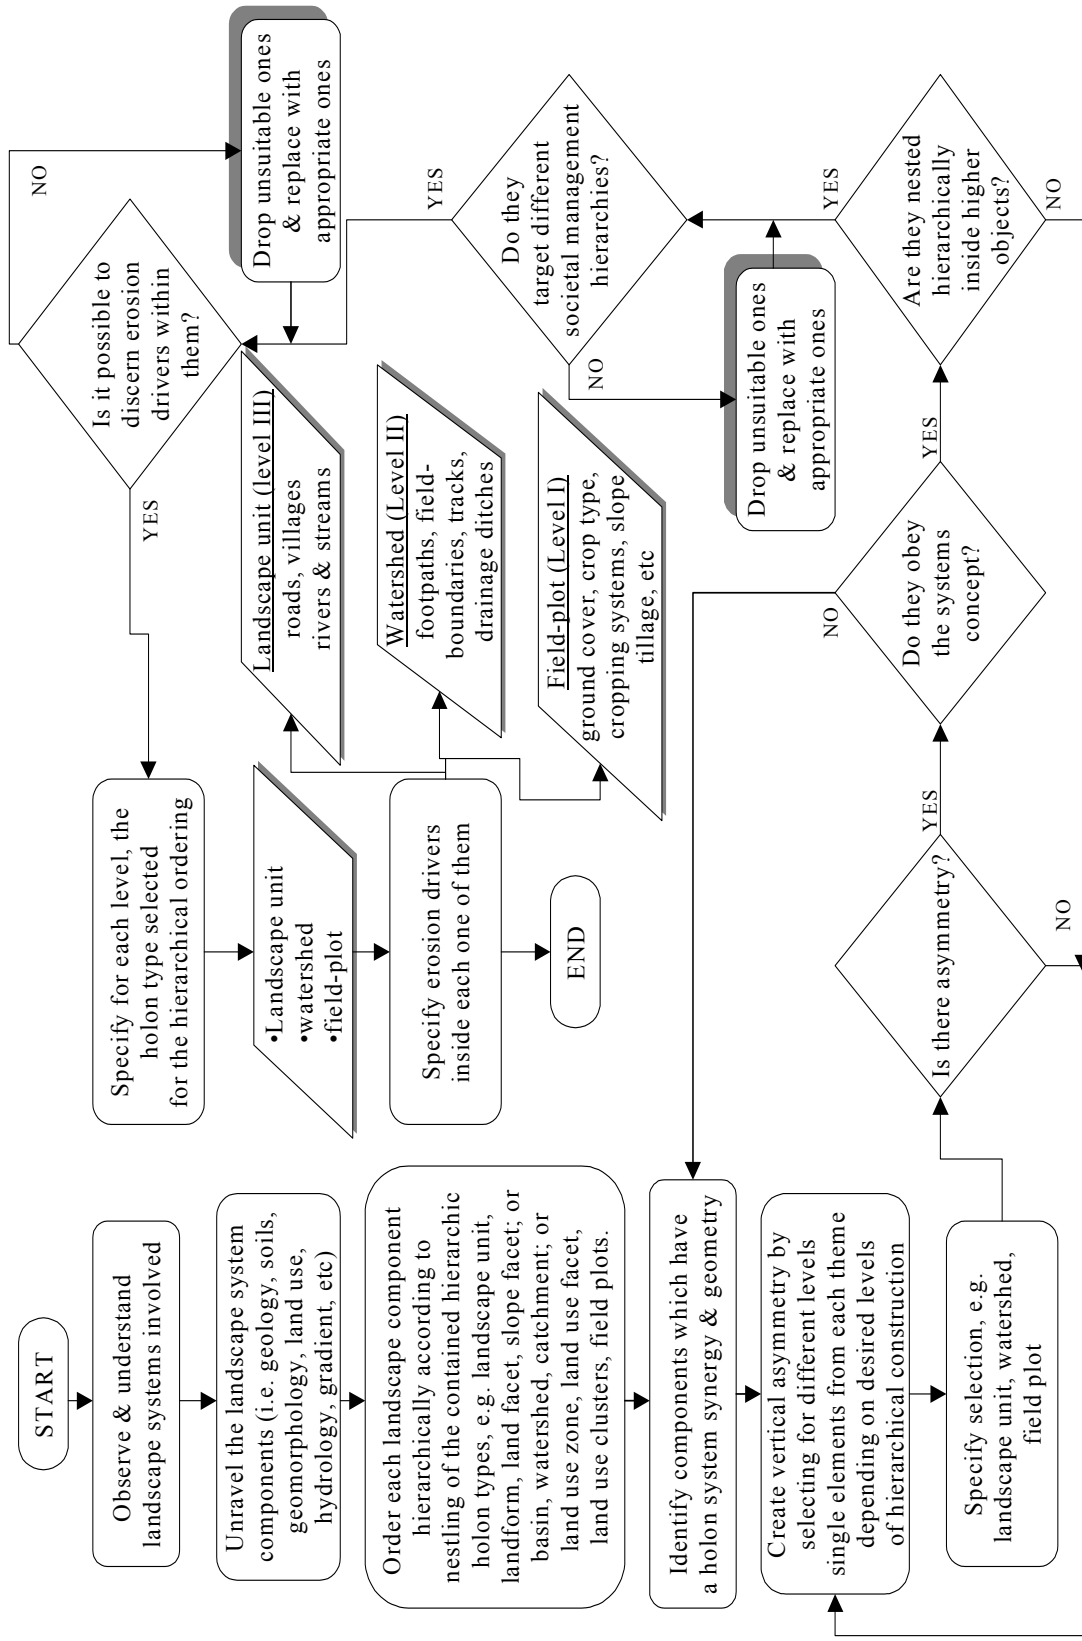 START
Observe & understand
landscape systems involved
Unravel the landscape system
components (i.e. geology, soils,
geomorphology, land use,
hydrology, gradient, etc)
Order each landscape component
hierarchically according to
nestling of the contained hierarchic
holon types, e.g. landscape unit,
landform, land facet, slope facet; or
basin, watershed, catchment; or
land use zone, land use facet,
land use clusters, field plots.
Identify components which have
a holon system synergy & geometry
Create vertical asymmetry by
selecting for different levels
single elements from each theme
depending on desired levels
of hierarchical construction
Specify selection, e.g.
landscape unit, watershed,
field plot
Is there asymmetry?
YES
NO
Do they obey
the systems
concept?
YES
NO
Are they nested
hierarchically
inside higher
objects?
YES
NO
Do they
target different
societal management
hierarchies?
YES
NO
Drop unsuitable ones
& replace with
appropriate ones
Is it possible to
discern erosion
drivers within
them?
YES
NO
Drop unsuitable ones
& replace with
appropriate ones
Specify for each level, the
holon type selected
for the hierarchical ordering
•Landscape unit
•watershed
•field-plot
Specify erosion drivers
inside each one of them
END
Landscape unit (level III)
roads, villages
rivers & streams
Watershed (Level II)
footpaths, field-
boundaries, tracks,
drainage ditches
Field-plot (Level I)
ground cover, crop type,
cropping systems, slope
tillage, etc